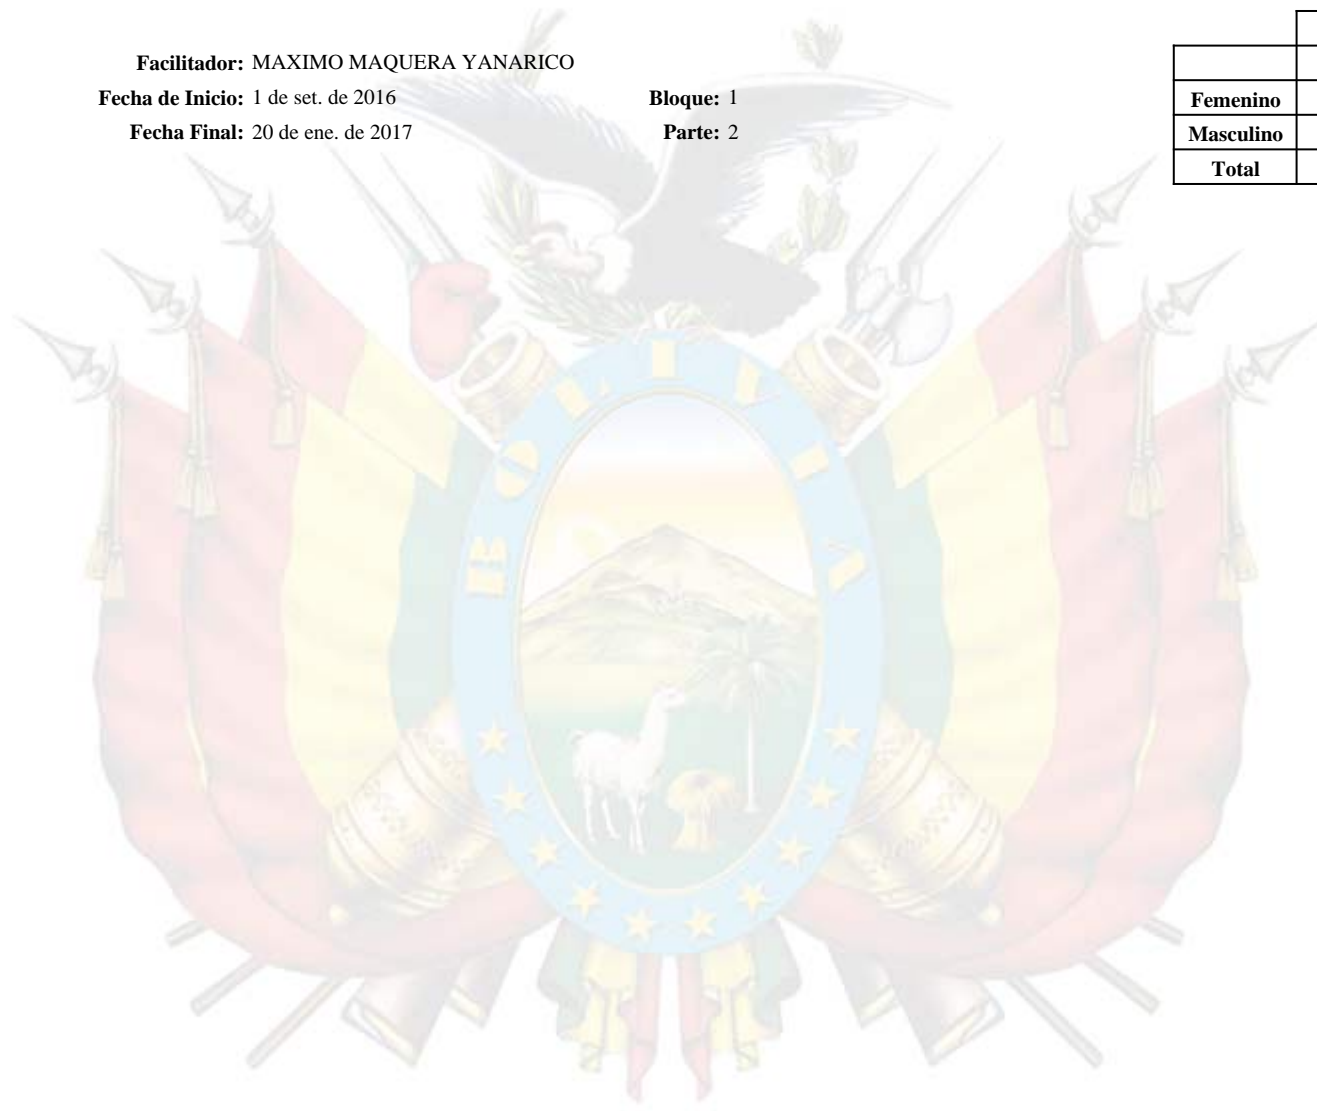 Facilitador: MAXIMO MAQUERA YANARICO
Fecha de Inicio: 1 de set. de 2016 Bloque: 1
Fecha Final: 20 de ene. de 2017 Parte: 2
Femenino
Masculino
Total
BOLIVIA